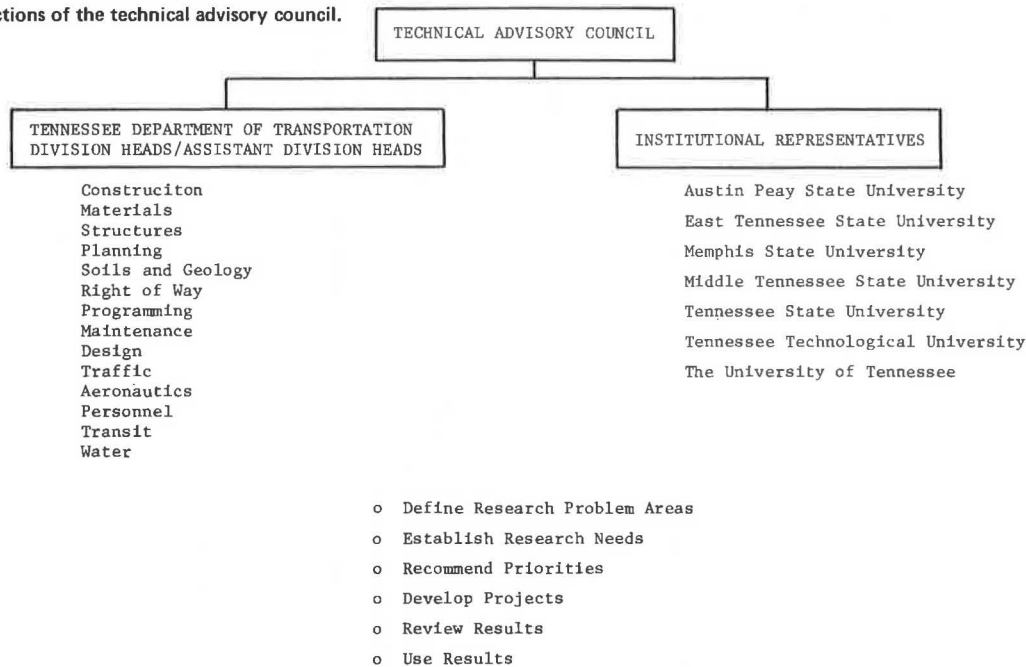 ctions of the technical advisory council.
TECHNICAL ADVISORY COUNCIL
TENNESSEE DEPARTMENT OF TRANSPORTATION
DIVISION HEADS/ASSISTANT DIVISION HEADS
Construciton
Materials
Structures
Planning
Soils and Geology
Right of Way
Programming
Maintenance
Design
Traffic
Aeronautics
Personnel
Transit
Water
INSTITUTIONAL REPRESENTATIVES
Austin Peay State University
East Tennessee State University
Memphis State University
Middle Tennessee State University
Tennessee State University
Tennessee Technological University
The University of Tennessee
o Define Research Problem Areas
o Establish Research Needs
o Recommend Priorities
o Develop Projects
o Review Results
o Use Results